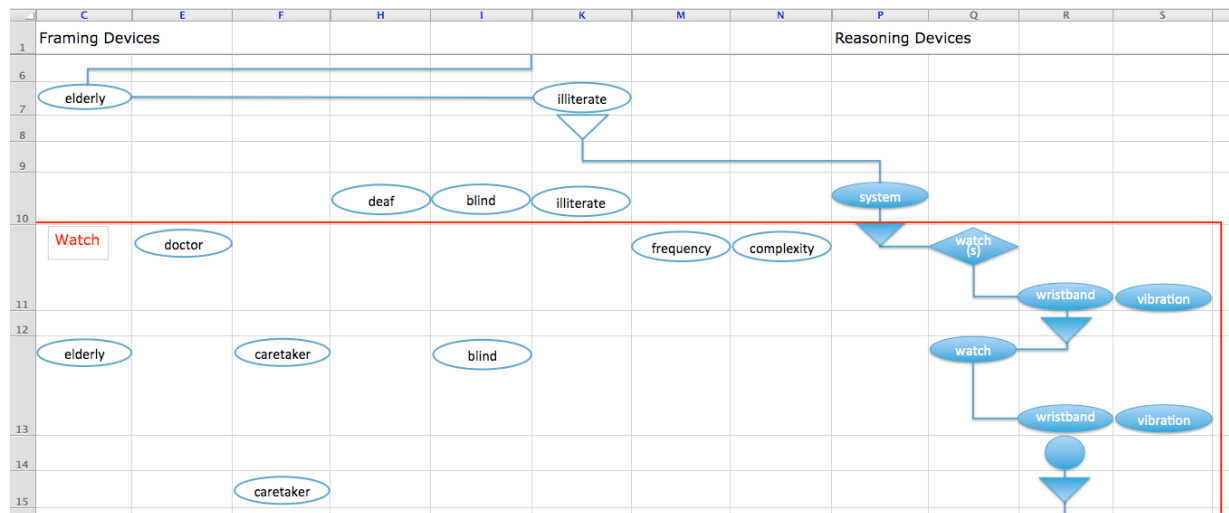 C E F H I K M N P Q R S
1 Framing Devices Reasoning Devices
6
7 elderly illiterate
8
9
10 deaf blind illiterate system
Watch doctor frequency complexity watch
(s)
11 wristband vibration
12
elderly caretaker blind watch
13 wristband vibration
14
15 caretaker